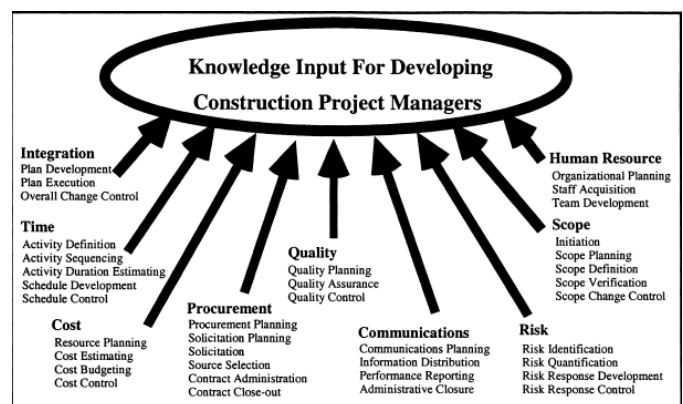 Knowledge Input For Developing
Construction Project Managers
Integration
Plan Development
Plan Execution
Overall Change Control
Time
Activity Definition
Activity Sequencing
Activity Duration Estimating
Schedule Development
Schedule Control
Cost
Resource Planning
Cost Estimating
Cost Budgeting
Cost Control
Procurement
Procurement Planning
Solicitation Planning
Solicitation
Source Selection
Contract Administration
Contract Close-out
Quality
Quality Planning
Quality Assurance
Quality Control
Communications
Communications Planning
Information Distribution
Performance Reporting
Administrative Closure
Risk
Risk Identification
Risk Quantification
Risk Response Development
Risk Response Control
Scope
Initiation
Scope Planning
Scope Definition
Scope Verification
Scope Change Control
Human Resource
Organizational Planning
Staff Acquisition
Team Development